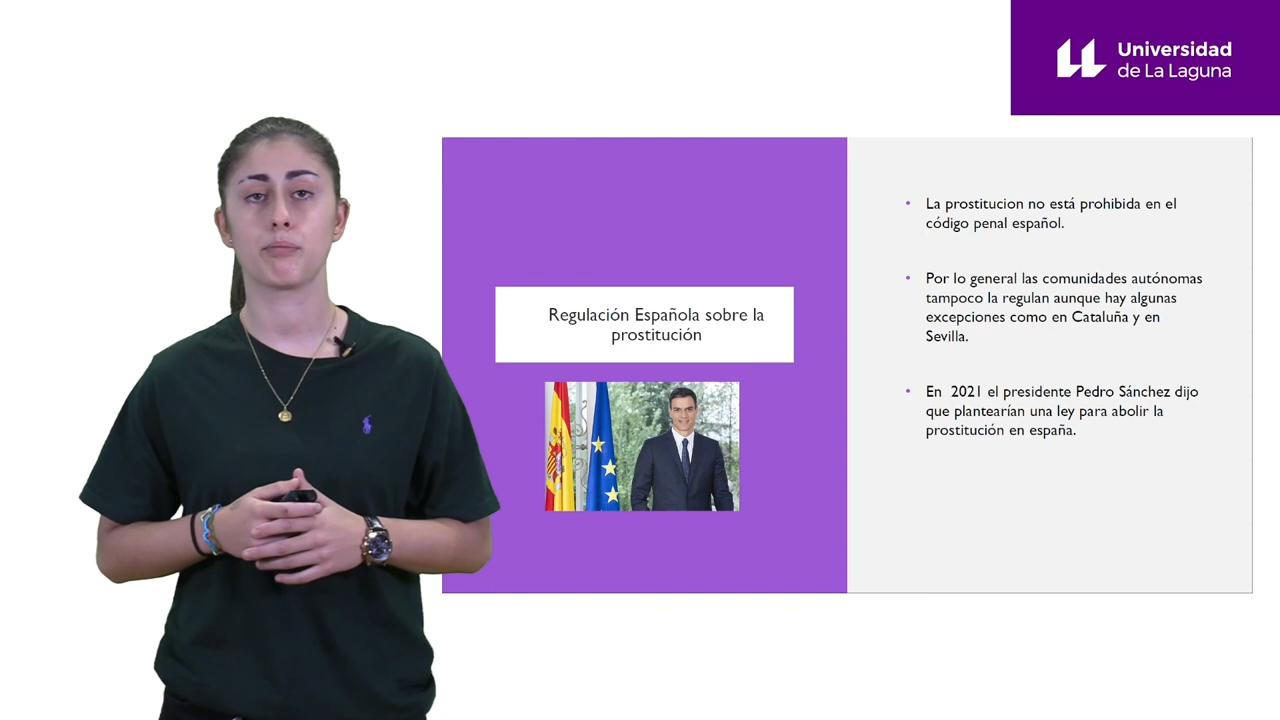 Universidad
de La Laguna
Regulación Española sobre la
prostitución
• La prostitucion no está prohibida en el
código penal español.
• Por lo general las comunidades autónomas
tampoco la regulan aunque hay algunas
excepciones como en Cataluña y en
Sevilla.
• En 2021 el presidente Pedro Sánchez dijo
que plantearían una ley para abolir la
prostitución en españa.